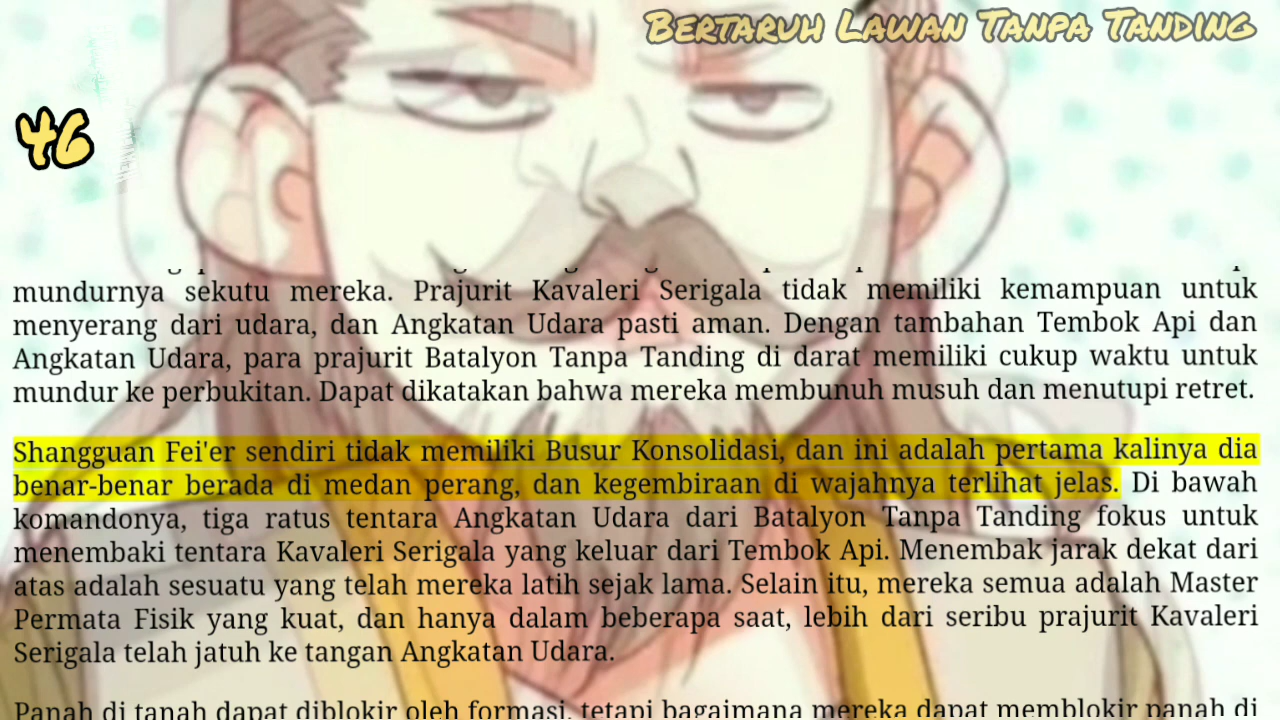 BERTARUH LAWAN TANPA TANDING
46
mundurnya sekutu mereka. Prajurit Kavaleri Serigala tidak memiliki kemampuan untuk
menyerang dari udara, dan Angkatan Udara pasti aman. Dengan tambahan Tembok Api dan
Angkatan Udara, para prajurit Batalyon Tanpa Tanding di darat memiliki cukup waktu untuk
mundur ke perbukitan. Dapat dikatakan bahwa mereka membunuh musuh dan menutupi retret.
Shangguan Fei'er sendiri tidak memiliki Busur Konsolidasi, dan ini adalah pertama kalinya dia
benar-benar berada di medan perang, dan kegembiraan di wajahnya terlihat jelas. Di bawah
komandonya, tiga ratus tentara Angkatan Udara dari Batalyon Tanpa Tanding fokus untuk
menembaki tentara Kavaleri Serigala yang keluar dari Tembok Api. Menembak jarak dekat dari
atas adalah sesuatu yang telah mereka latih sejak lama. Selain itu, mereka semua adalah Master
Permata Fisik yang kuat, dan hanya dalam beberapa saat, lebih dari seribu prajurit Kavaleri
Serigala telah jatuh ke tangan Angkatan Udara.
Panah di tanah dapat diblokir oleh formasi, tetapi bagaimana mereka dapat memblokir panah di